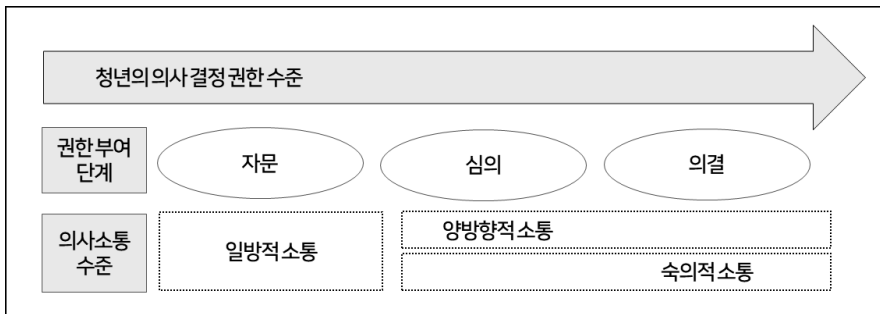 청년의 의사 결정 권한 수준
권한 부여
단계
자문
심의
의결
의사소통
수준
일방적 소통
양방향적 소통
숙의적 소통